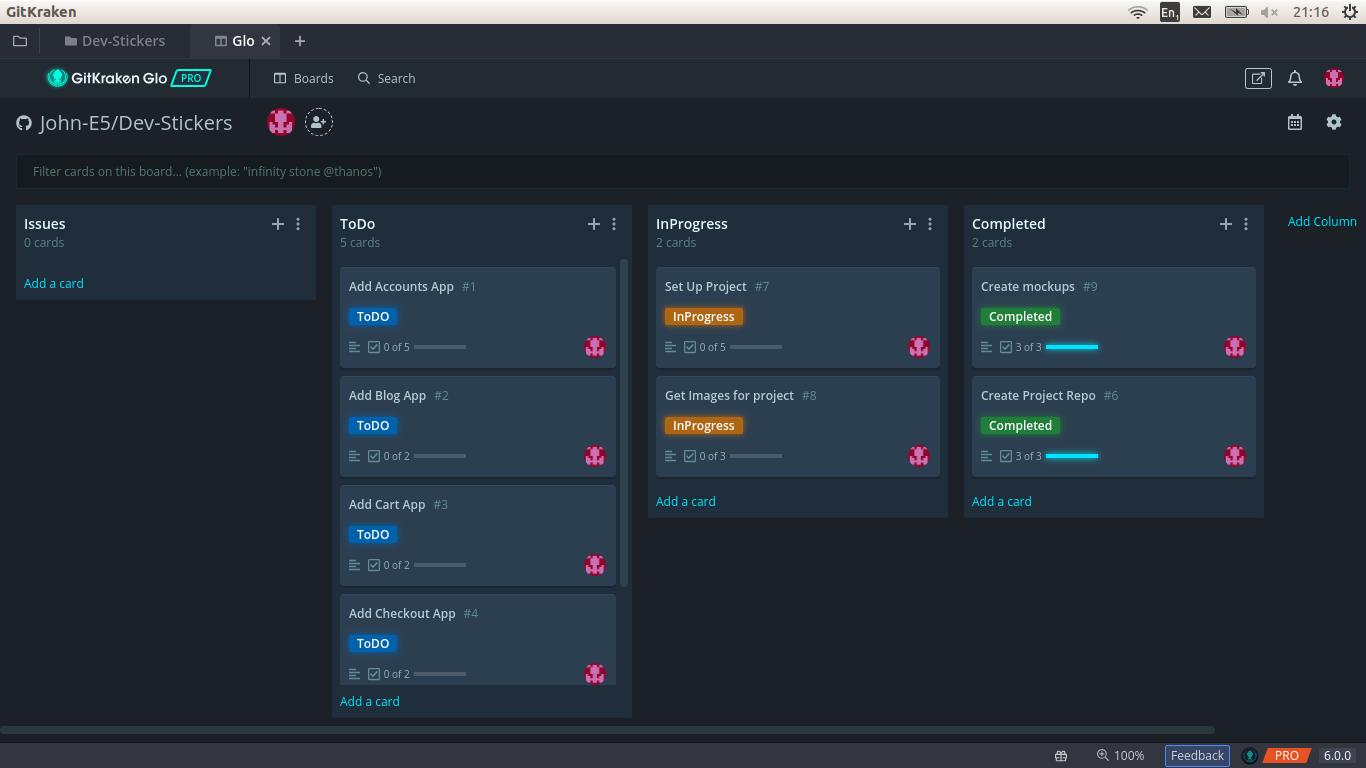 GitKraken
En1
21:16
Dev-Stickers
Glo
GitKraken Glo PRO
Boards
Search
John-E5/Dev-Stickers
Filter cards on this board... (example: "infinity stone @thanos")
Issues
0 cards
Add a card
ToDo
5 cards
Add Accounts App #1
ToDO
0 of 5
Add Blog App #2
ToDO
0 of 2
Add Cart App #3
ToDO
0 of 2
Add Checkout App #4
ToDO
0 of 2
Add a card
InProgress
2 cards
Set Up Project #7
InProgress
0 of 5
Get Images for project #8
InProgress
0 of 3
Add a card
Completed
2 cards
Create mockups #9
Completed
3 of 3
Create Project Repo #6
Completed
3 of 3
Add a card
Add Column
100%
Feedback
PRO
6.0.0